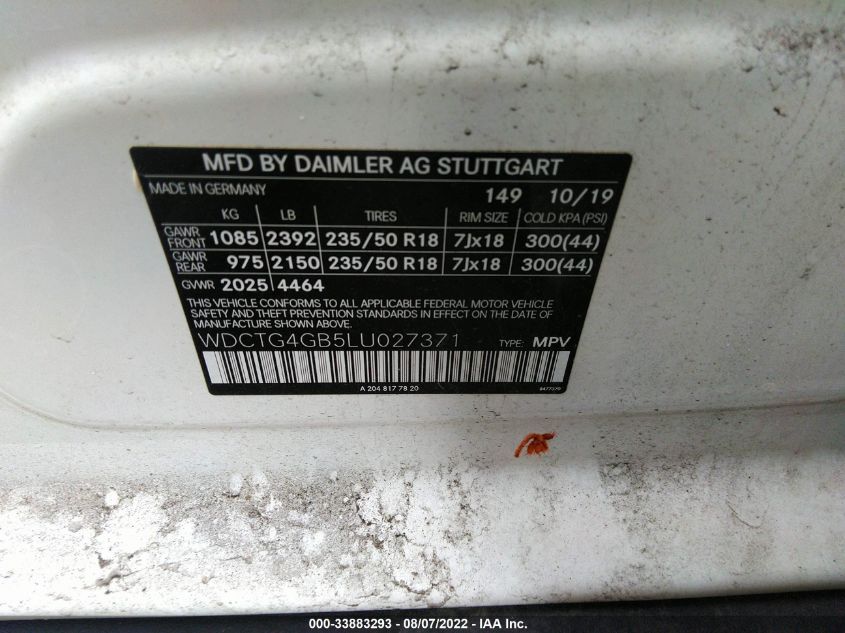 MFD BY DAIMLER AG STUTTGART
MADE IN GERMANY 149 10/19
KG LB TIRES RIM SIZE COLD KPA (PSI)
GAWR FRONT 1085 2392 235/50 R18 7Jx18 300(44)
GAWR REAR 975 2150 235/50 R18 7Jx18 300(44)
GVWR 2025 4464
THIS VEHICLE CONFORMS TO ALL APPLICABLE FEDERAL MOTOR VEHICLE
SAFETY AND THEFT PREVENTION STANDARDS IN EFFECT ON THE DATE
OF MANUFACTURE SHOWN ABOVE.
WDCTG4GB5LU027371 TYPE: MPV
A 204 817 78 20
000-33883293 - 08/07/2022 - IAA Inc.